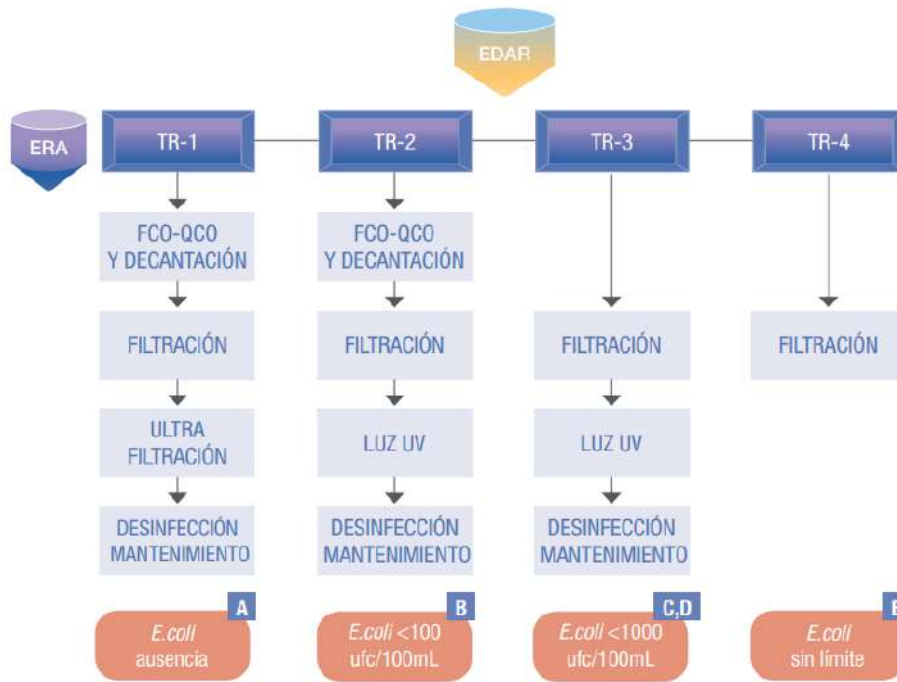 EDAR
ERA
TR-1
TR-2
TR-3
TR-4
FCO-QCO
Y DECANTACIÓN
FCO-QCO
Y DECANTACIÓN
FILTRACIÓN
FILTRACIÓN
FILTRACIÓN
FILTRACIÓN
ULTRA
FILTRACIÓN
LUZ UV
LUZ UV
DESINFECCIÓN
MANTENIMIENTO
DESINFECCIÓN
MANTENIMIENTO
DESINFECCIÓN
MANTENIMIENTO
A
E.coli
ausencia
B
E.coli <100
ufc/100mL
C,D
E.coli <1000
ufc/100mL
E.coli
sin límite